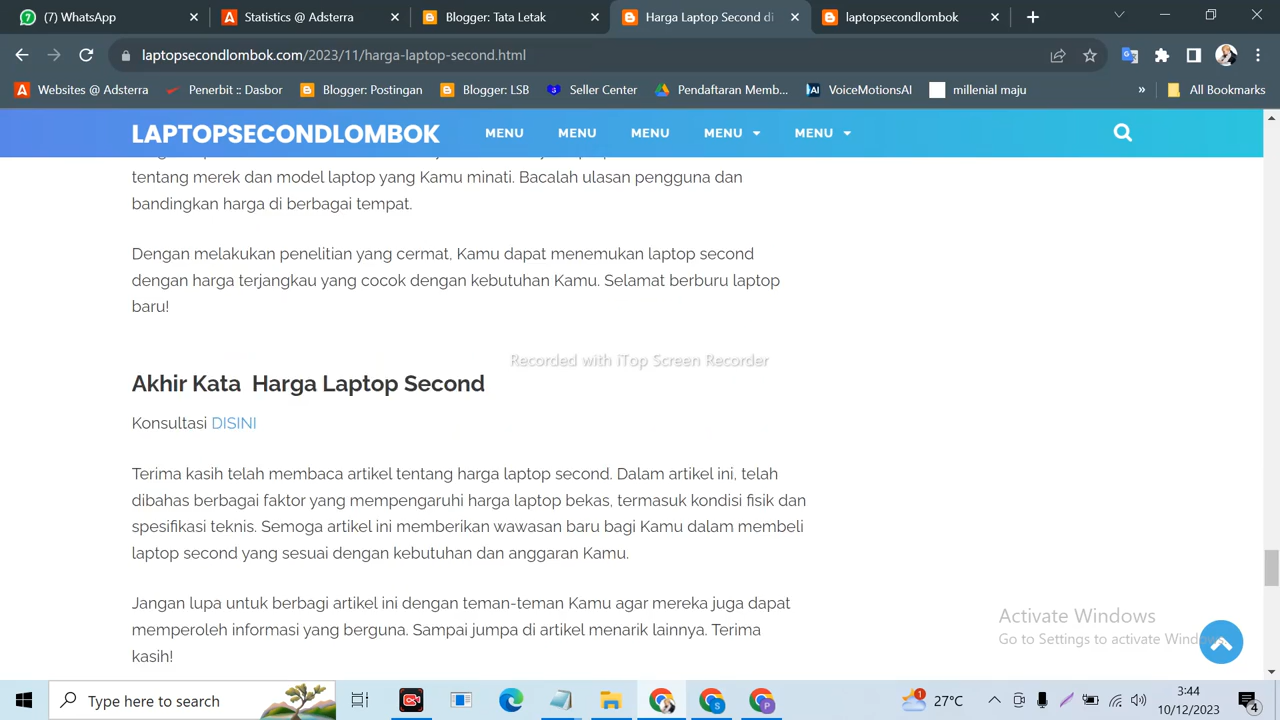 (7) WhatsApp
Statistics @ Adsterra
Blogger: Tata Letak
Harga Laptop Second di
laptopsecondlombok
laptopsecondlombok.com/2023/11/harga-laptop-second.html
Websites @ Adsterra
Penerbit :: Dasbor
Blogger: Postingan
Blogger: LSB
Seller Center
Pendaftaran Memb...
VoiceMotionsAI
millenial maju
»
All Bookmarks
LAPTOPSECONDLOMBOK
MENU
MENU
MENU
MENU
MENU
tentang merek dan model laptop yang Kamu minati. Bacalah ulasan pengguna dan
bandingkan harga di berbagai tempat.
Dengan melakukan penelitian yang cermat, Kamu dapat menemukan laptop second
dengan harga terjangkau yang cocok dengan kebutuhan Kamu. Selamat berburu laptop
baru!
Recorded with iTop Screen Recorder
Akhir Kata Harga Laptop Second
Konsultasi DISINI
Terima kasih telah membaca artikel tentang harga laptop second. Dalam artikel ini, telah
dibahas berbagai faktor yang mempengaruhi harga laptop bekas, termasuk kondisi fisik dan
spesifikasi teknis. Semoga artikel ini memberikan wawasan baru bagi Kamu dalam membeli
laptop second yang sesuai dengan kebutuhan dan anggaran Kamu.
Jangan lupa untuk berbagi artikel ini dengan teman-teman Kamu agar mereka juga dapat
memperoleh informasi yang berguna. Sampai jumpa di artikel menarik lainnya. Terima
kasih!
Activate Windows
Go to Settings to activate Windows.
Type here to search
1
27°C
3:44
10/12/2023
4